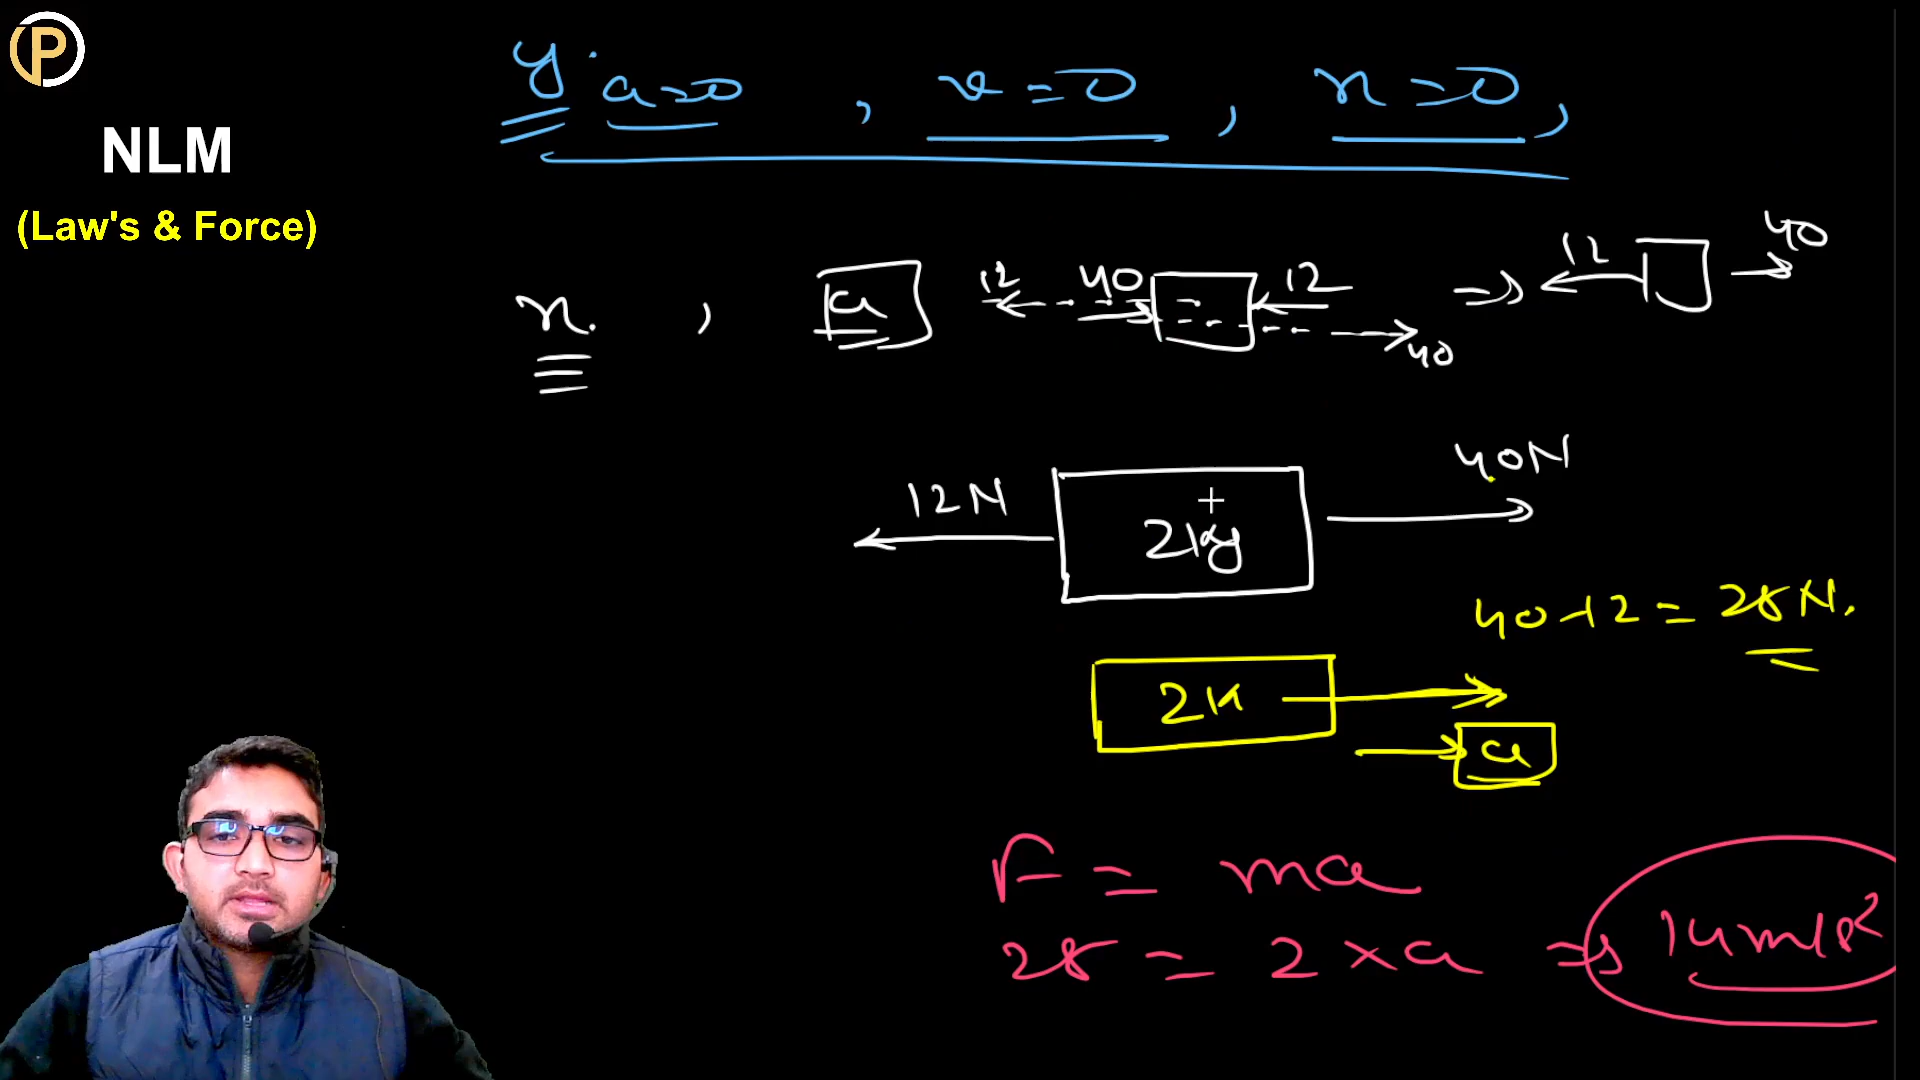 P
NLM
(Law's & Force)
y. a=0 , v=0 , x=0,
x. , a
12 40 12 ⇒ 12 40
40
12N 2kg 40N
40-12 = 28N.
2k
a
F = ma
28 = 2 × a ⇒ 14m/s²